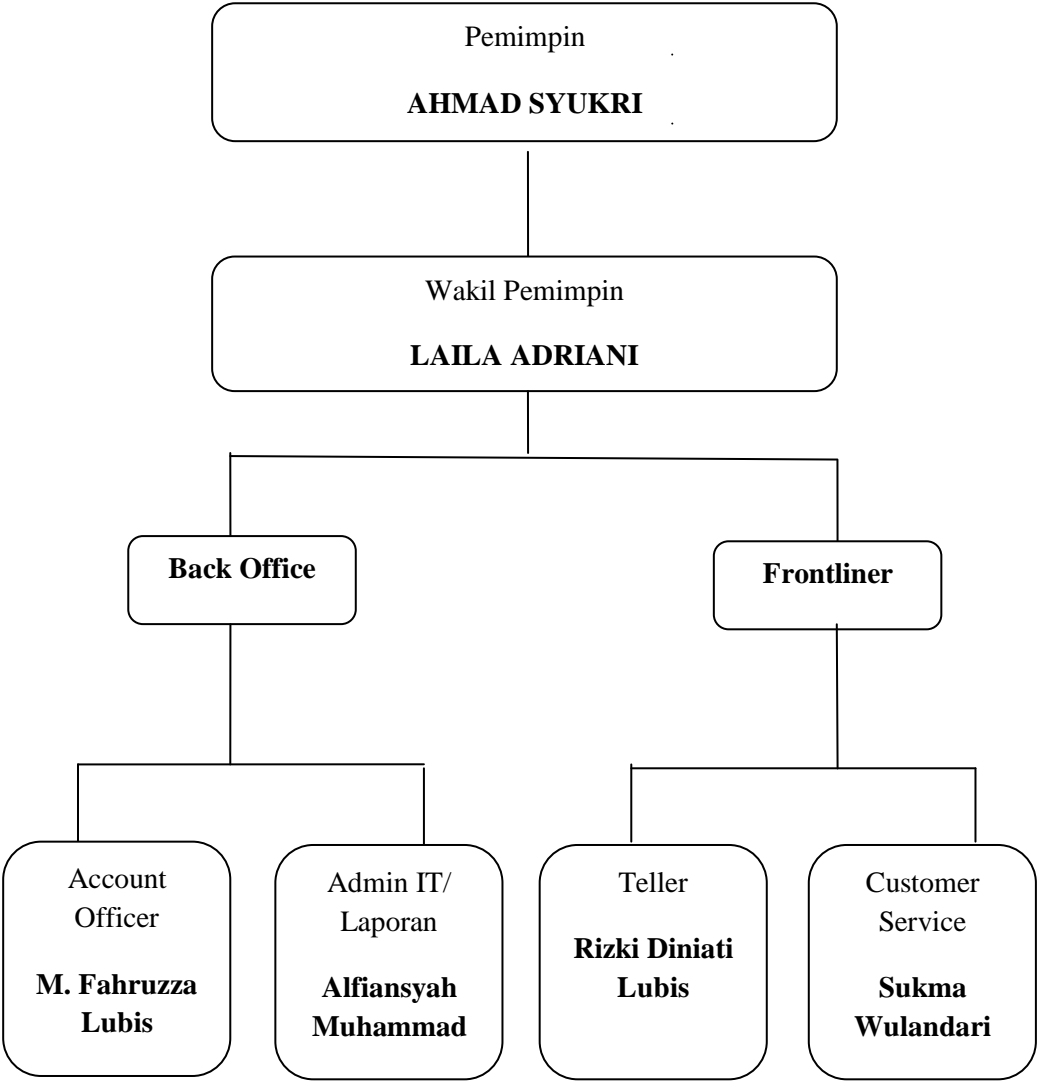 Pemimpin
AHMAD SYUKRI
Wakil Pemimpin
LAILA ADRIANI
Back Office
Frontliner
Account
Officer
M. Fahruzza
Lubis
Admin IT/
Laporan
Alfiansyah
Muhammad
Teller
Rizki Diniati
Lubis
Customer
Service
Sukma
Wulandari